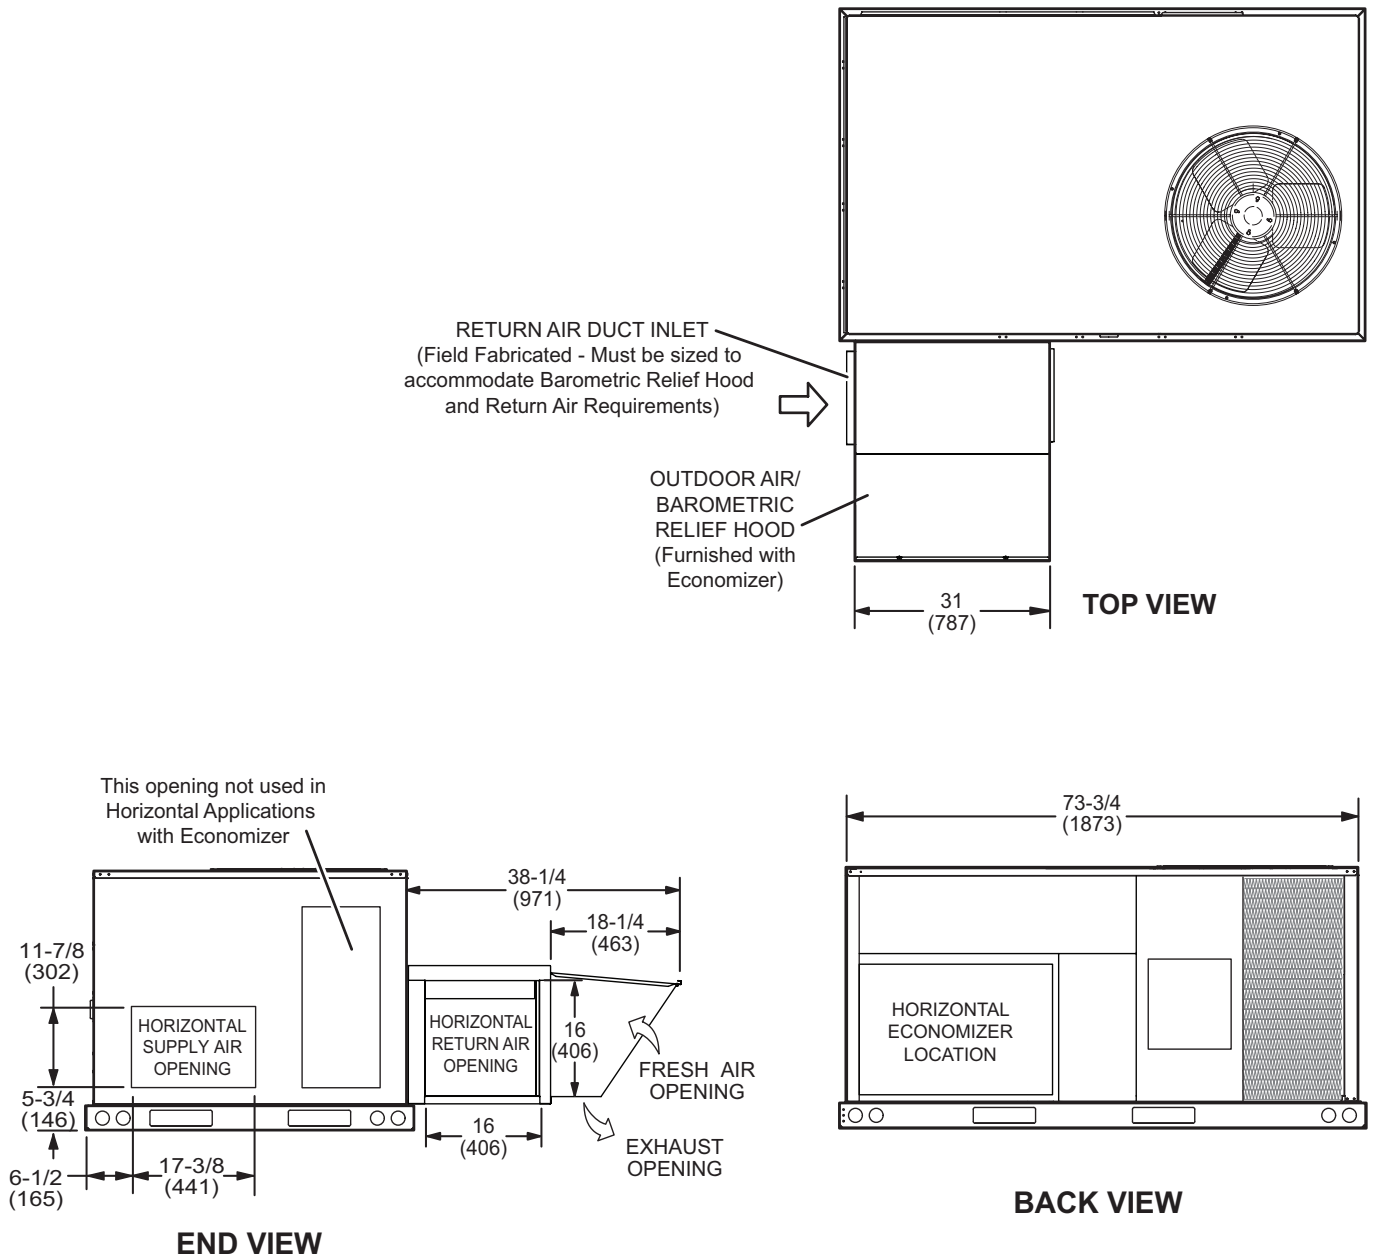 RETURN AIR DUCT INLET
(Field Fabricated - Must be sized to
accommodate Barometric Relief Hood
and Return Air Requirements)
OUTDOOR AIR/
BAROMETRIC
RELIEF HOOD
(Furnished with
Economizer)
31
(787)
TOP VIEW
This opening not used in
Horizontal Applications
with Economizer
38-1/4
(971)
18-1/4
(463)
11-7/8
(302)
HORIZONTAL
SUPPLY AIR
OPENING
HORIZONTAL
RETURN AIR
OPENING
16
(406)
FRESH AIR
OPENING
5-3/4
(146)
16
(406)
EXHAUST
OPENING
6-1/2
(165)
17-3/8
(441)
END VIEW
73-3/4
(1873)
HORIZONTAL
ECONOMIZER
LOCATION
BACK VIEW